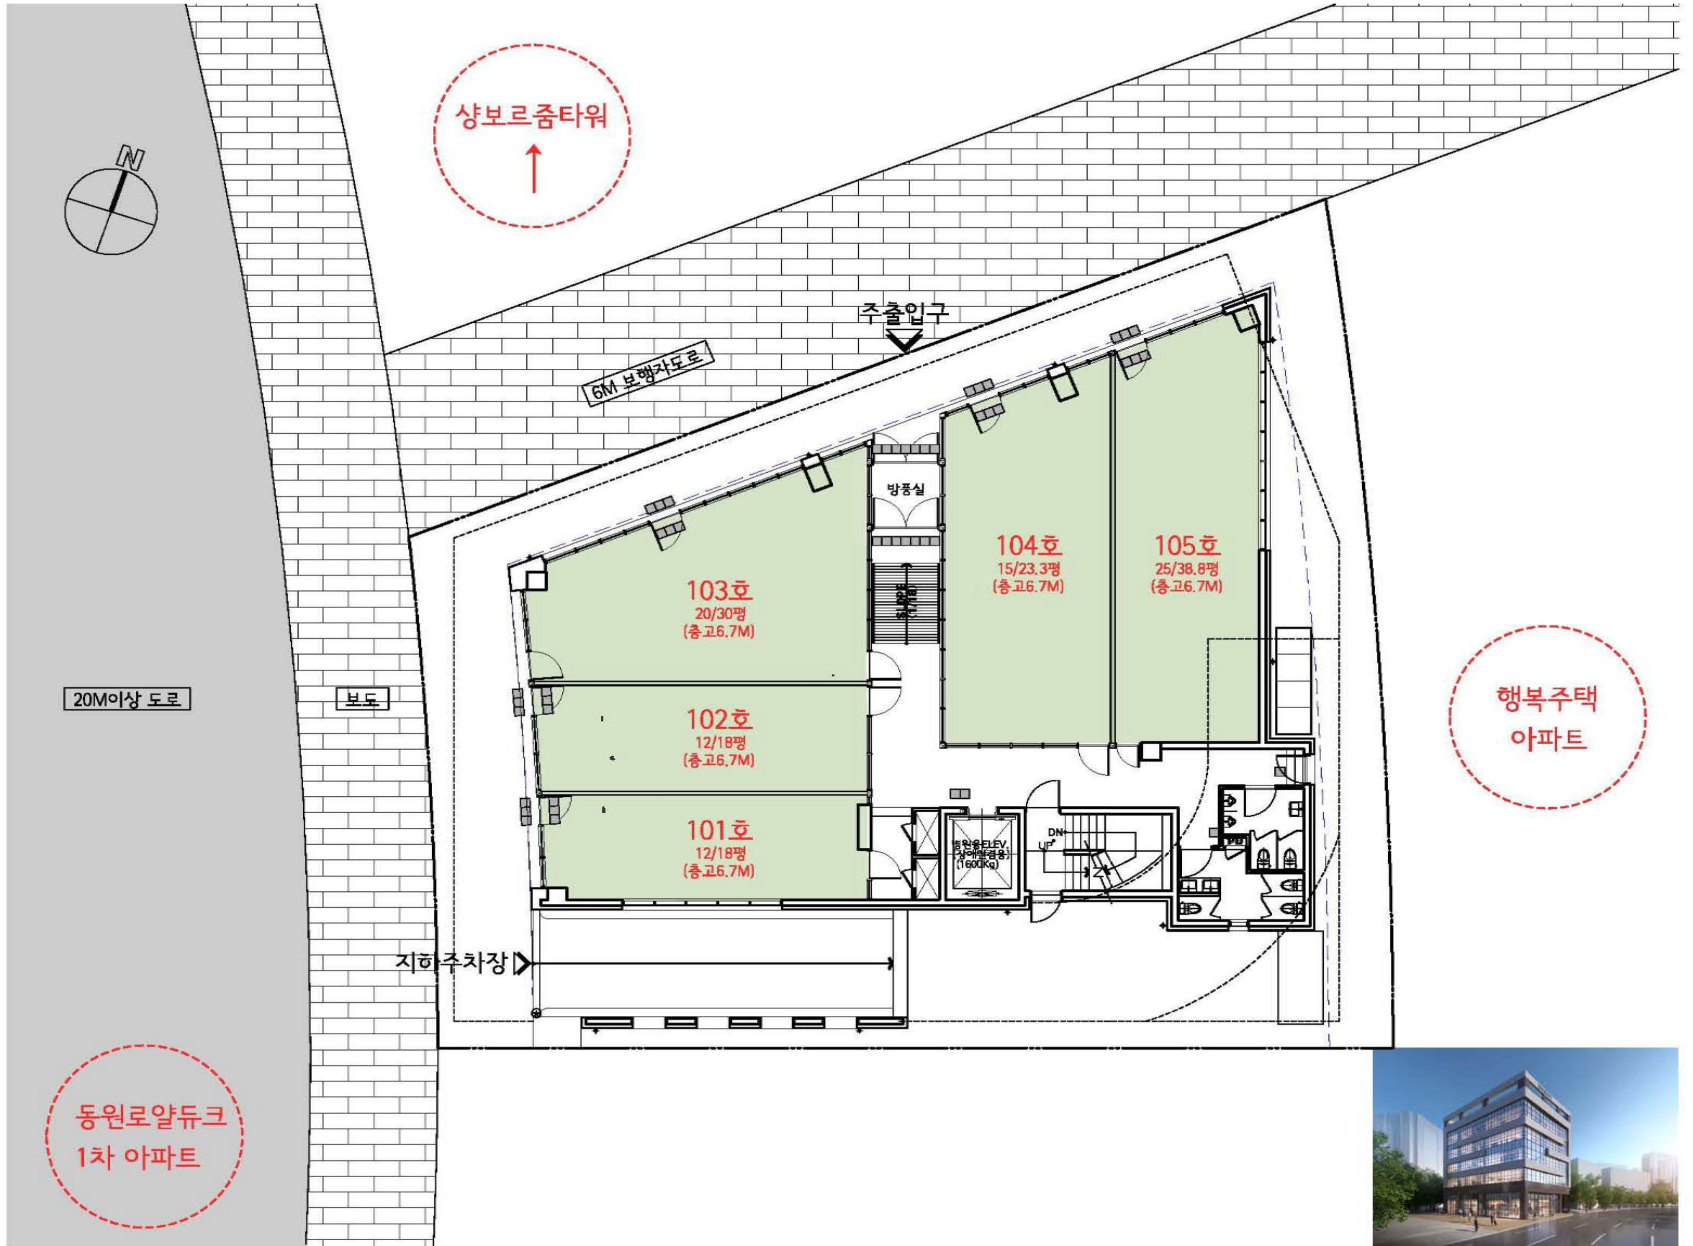 N
샹보르줌타워
주출입구
6M 보행자도로
방풍실
104호
15/23.3평
(층고6.7M)
105호
25/38.8평
(층고6.7M)
103호
20/30평
(층고6.7M)
SLOPE
(1/18)
20M이상 도로
보도
102호
12/18평
(층고6.7M)
행복주택
아파트
101호
12/18평
(층고6.7M)
DN
UP
(1600Kg)
PD
지하주차장
동원로얄듀크
1차 아파트